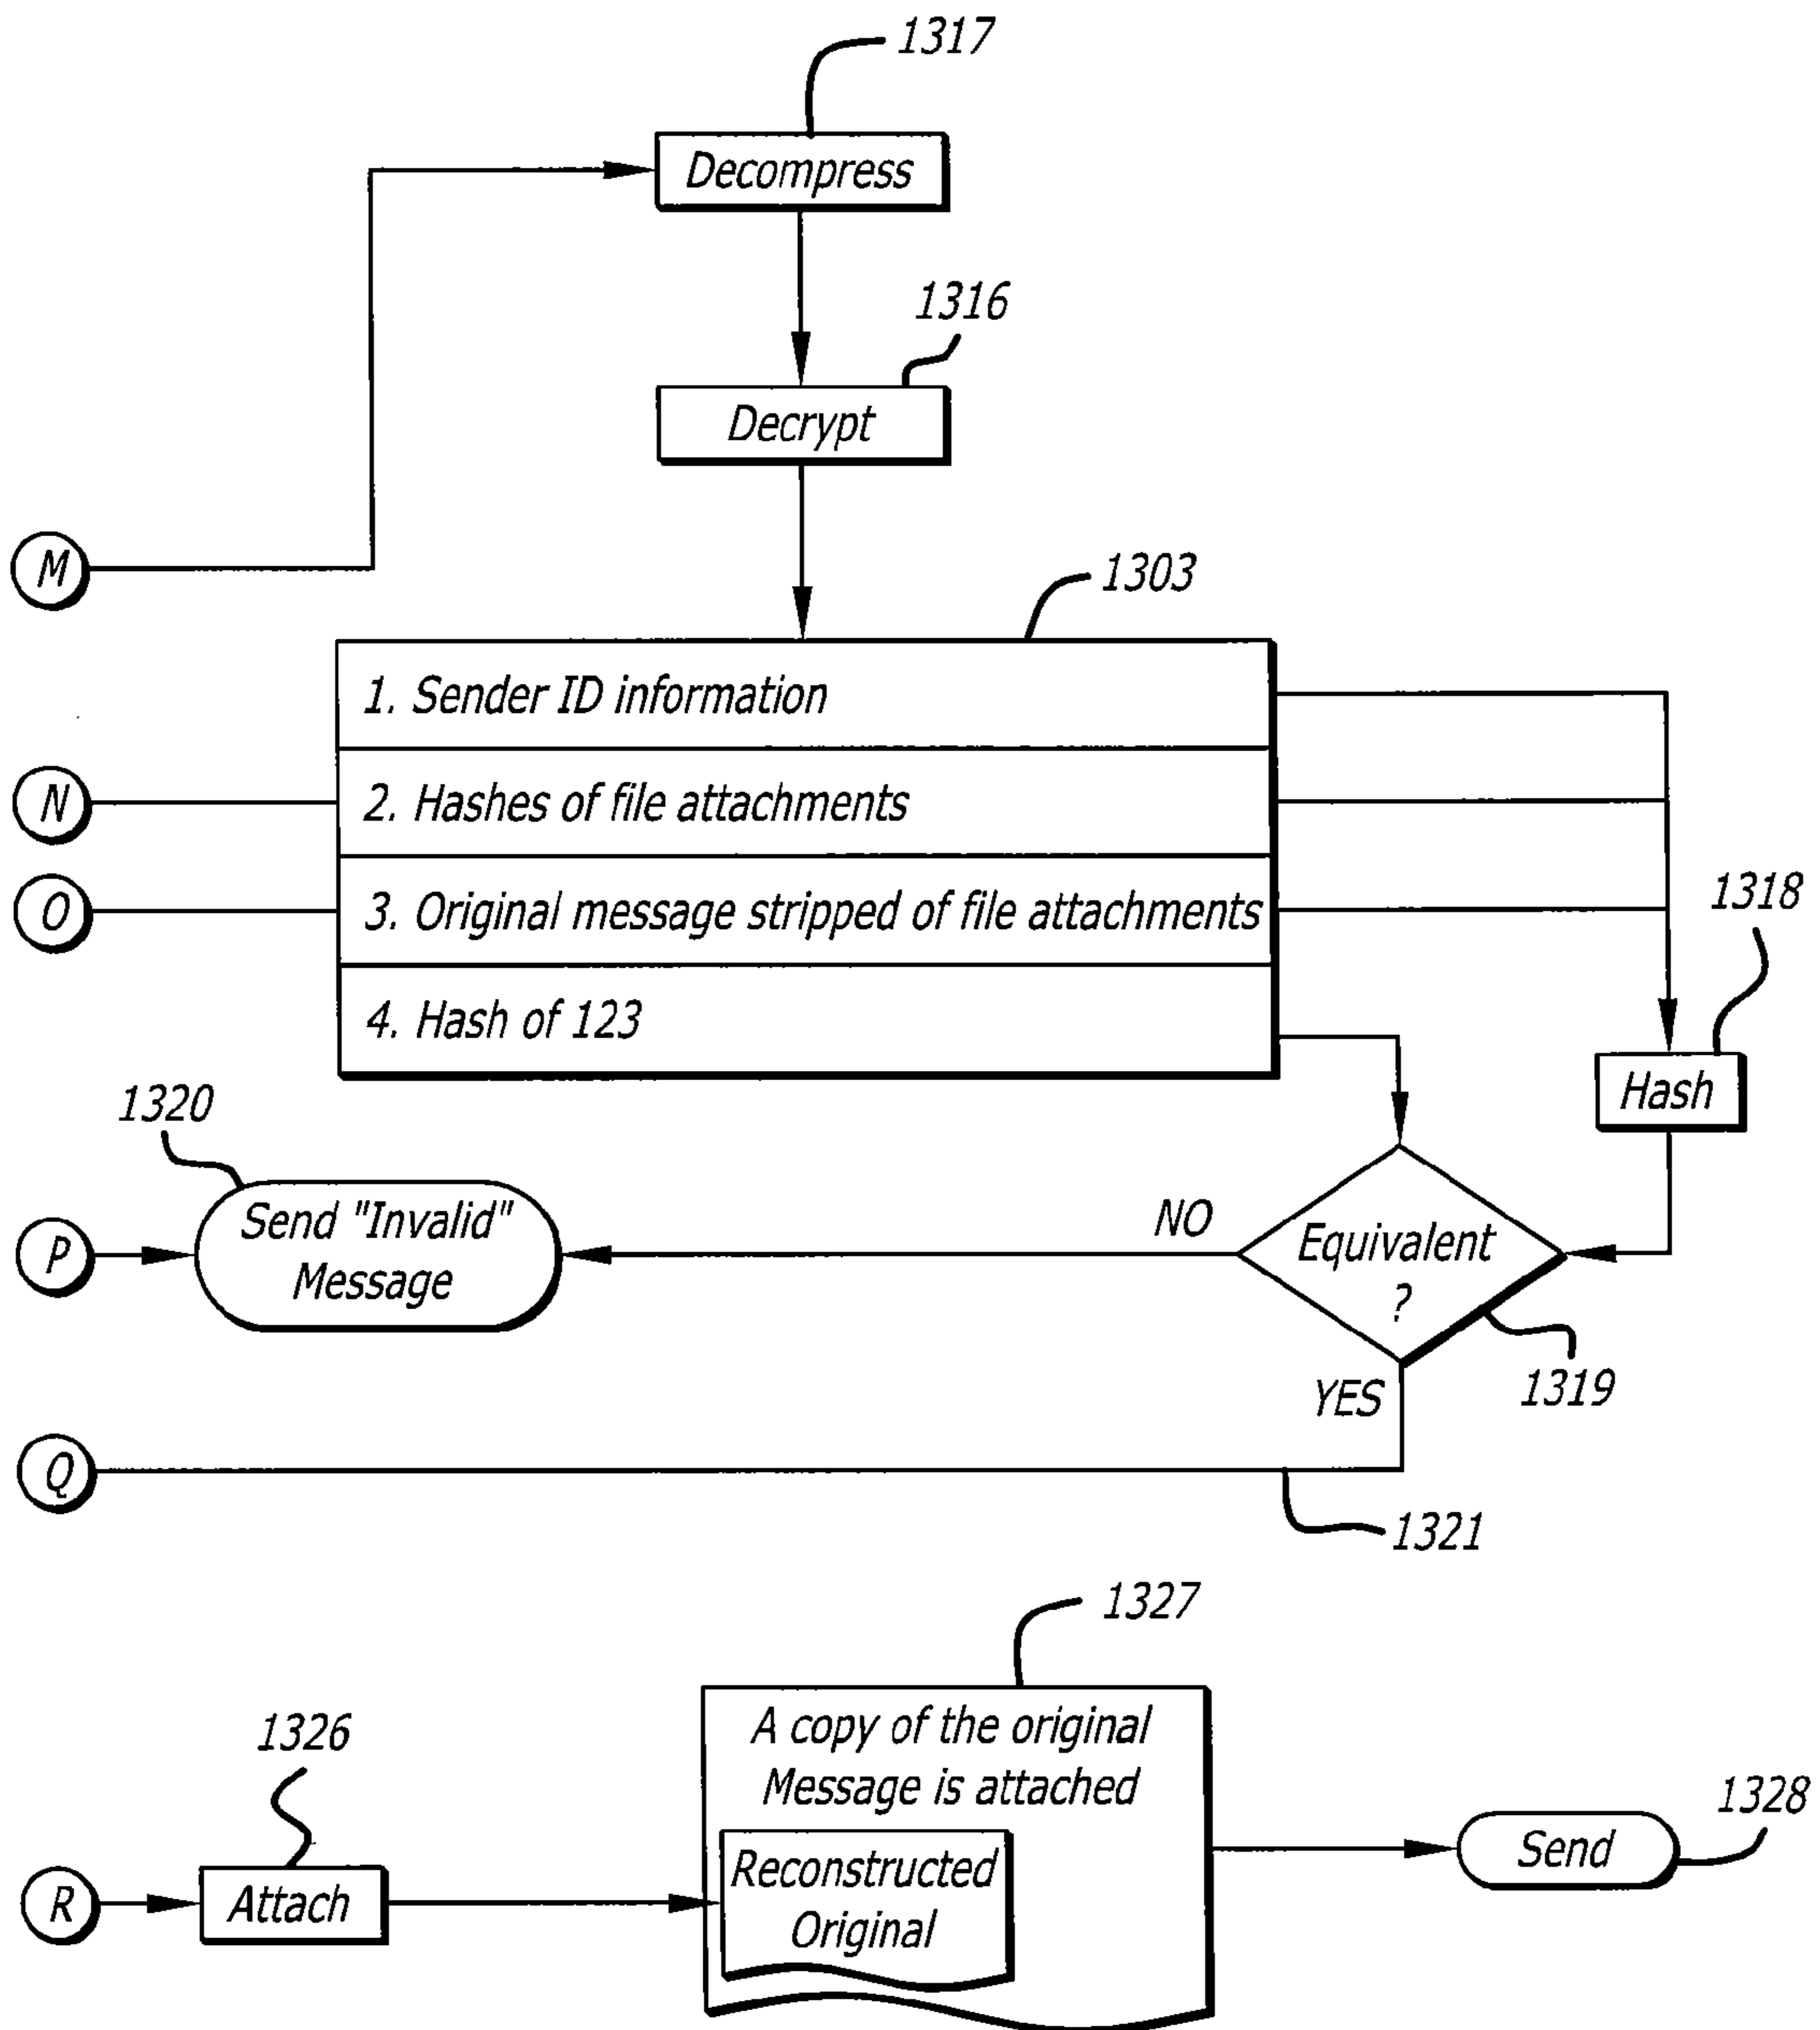 1317
Decompress
1316
Decrypt
M
1303
1. Sender ID information
N
2. Hashes of file attachments
O
3. Original message stripped of file attachments
1318
4. Hash of 123
Hash
1320
Send "Invalid"
Message
P
NO
Equivalent
?
1319
YES
Q
1321
1327
A copy of the original
Message is attached
1326
1328
Send
Reconstructed
Original
R
Attach